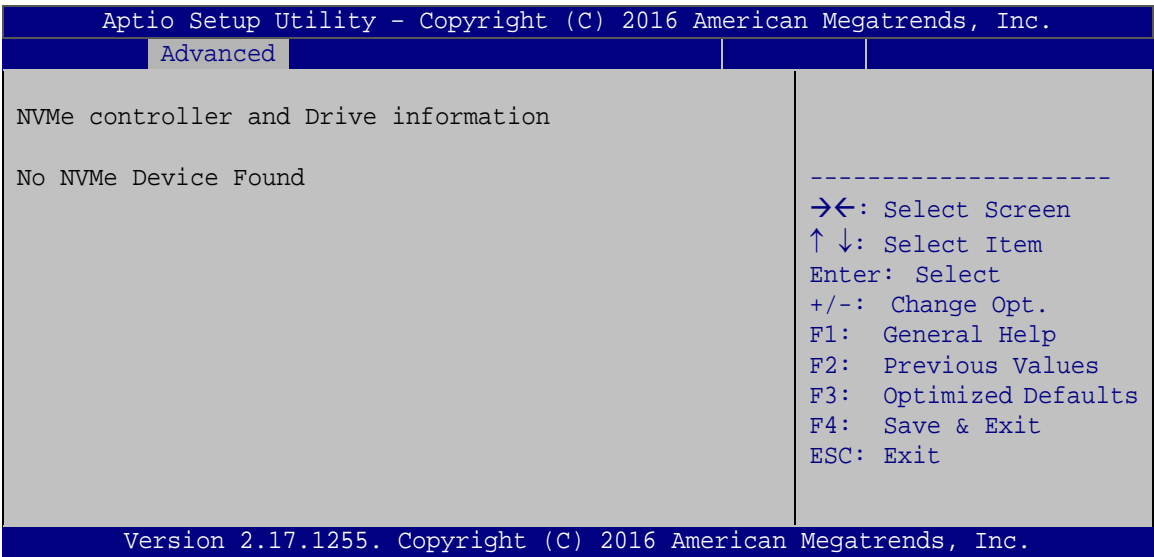 Aptio Setup Utility – Copyright (C) 2016 American Megatrends, Inc.
Advanced
NVMe controller and Drive information
No NVMe Device Found
---------------------
→←: Select Screen
↑ ↓: Select Item
Enter: Select
+/-: Change Opt.
F1: General Help
F2: Previous Values
F3: Optimized Defaults
F4: Save & Exit
ESC: Exit
Version 2.17.1255. Copyright (C) 2016 American Megatrends, Inc.